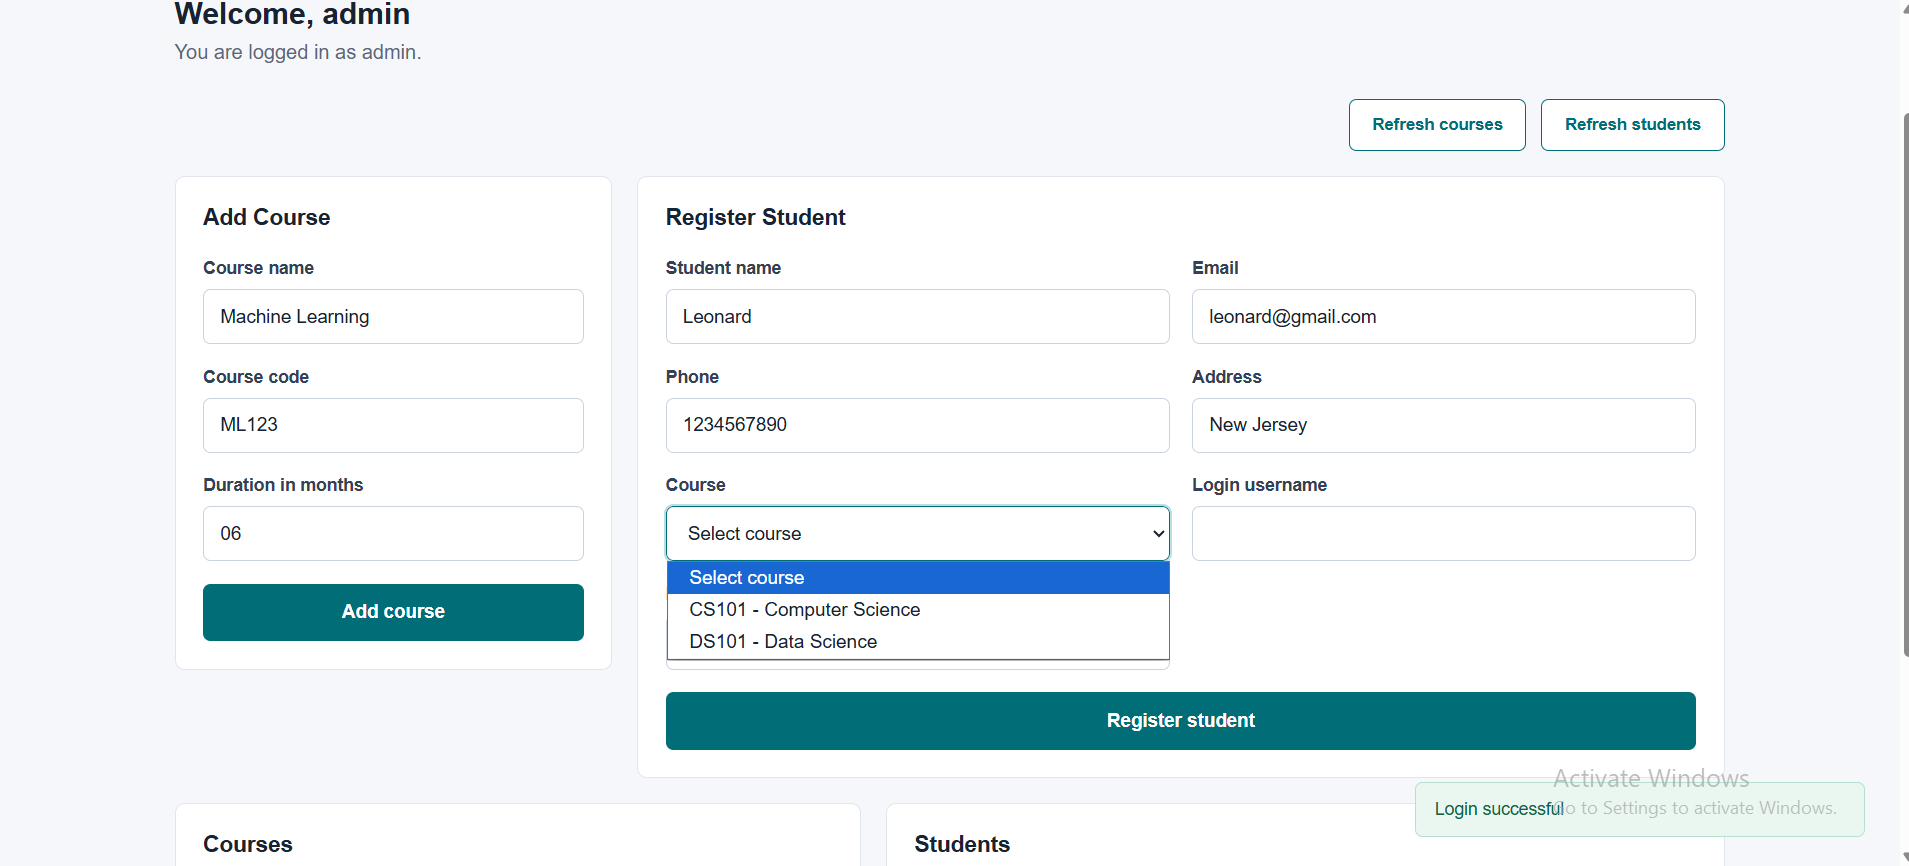 Welcome, admin
You are logged in as admin.
Refresh courses
Refresh students
Add Course
Course name
Machine Learning
Course code
ML123
Duration in months
06
Add course
Register Student
Student name
Leonard
Email
leonard@gmail.com
Phone
1234567890
Address
New Jersey
Course
Select course
Login username
Select course
CS101 - Computer Science
DS101 - Data Science
Register student
Activate Windows
Login successful
Go to Settings to activate Windows.
Courses
Students